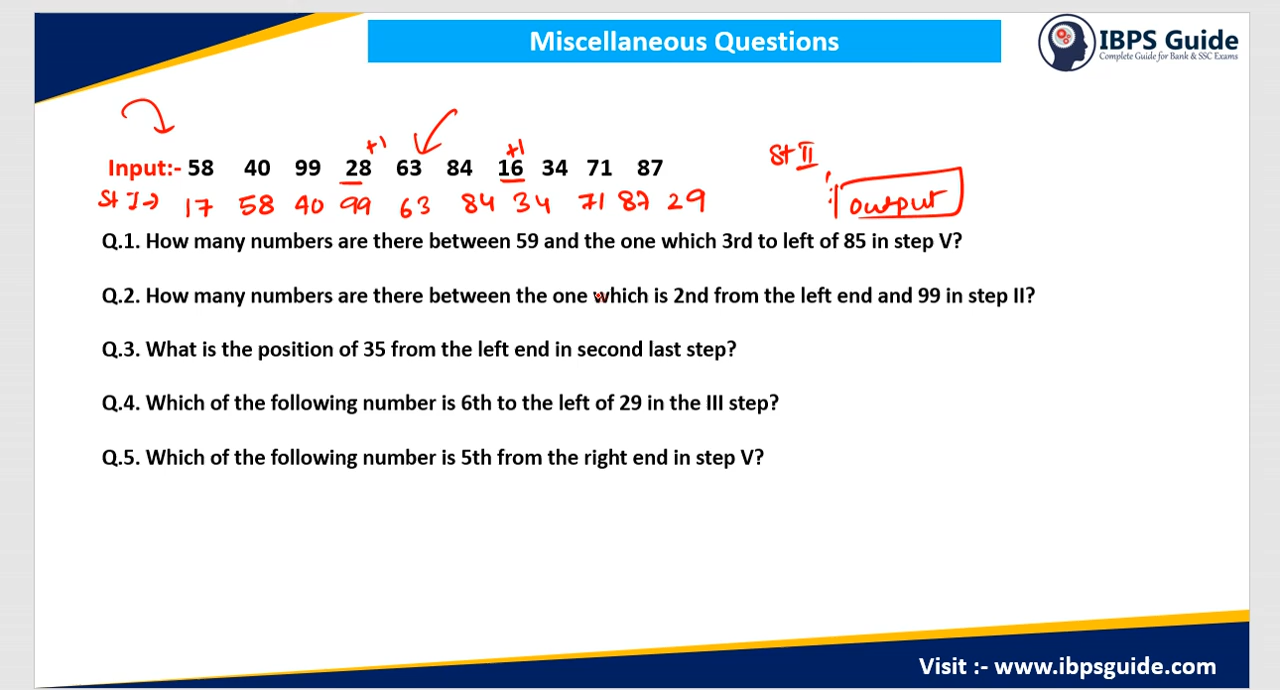 Miscellaneous Questions
IBPS Guide
Complete Guide for Bank & SSC Exams
+1 +1
Input:- 58 40 99 28 63 84 16 34 71 87
St II
St I-> 17 58 40 99 63 84 34 71 87 29
output
Q.1. How many numbers are there between 59 and the one which 3rd to left of 85 in step V?
Q.2. How many numbers are there between the one which is 2nd from the left end and 99 in step II?
Q.3. What is the position of 35 from the left end in second last step?
Q.4. Which of the following number is 6th to the left of 29 in the III step?
Q.5. Which of the following number is 5th from the right end in step V?
Visit :- www.ibpsguide.com